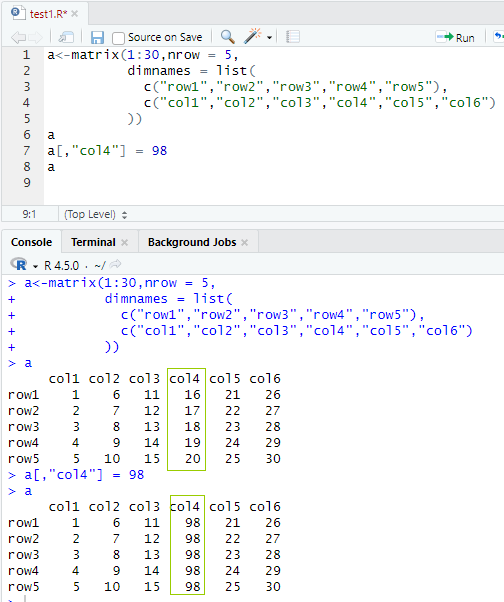 test1.R* ×
Source on Save Run
1 a<-matrix(1:30,nrow = 5,
2 dimnames = list(
3 c("row1","row2","row3","row4","row5"),
4 c("col1","col2","col3","col4","col5","col6")
5 ))
6 a
7 a[,"col4"] = 98
8 a
9
9:1 (Top Level)
Console Terminal × Background Jobs ×
R 4.5.0 · ~/
> a<-matrix(1:30,nrow = 5,
+ dimnames = list(
+ c("row1","row2","row3","row4","row5"),
+ c("col1","col2","col3","col4","col5","col6")
+ ))
> a
col1 col2 col3 col4 col5 col6
row1 1 6 11 16 21 26
row2 2 7 12 17 22 27
row3 3 8 13 18 23 28
row4 4 9 14 19 24 29
row5 5 10 15 20 25 30
> a[,"col4"] = 98
> a
col1 col2 col3 col4 col5 col6
row1 1 6 11 98 21 26
row2 2 7 12 98 22 27
row3 3 8 13 98 23 28
row4 4 9 14 98 24 29
row5 5 10 15 98 25 30
>